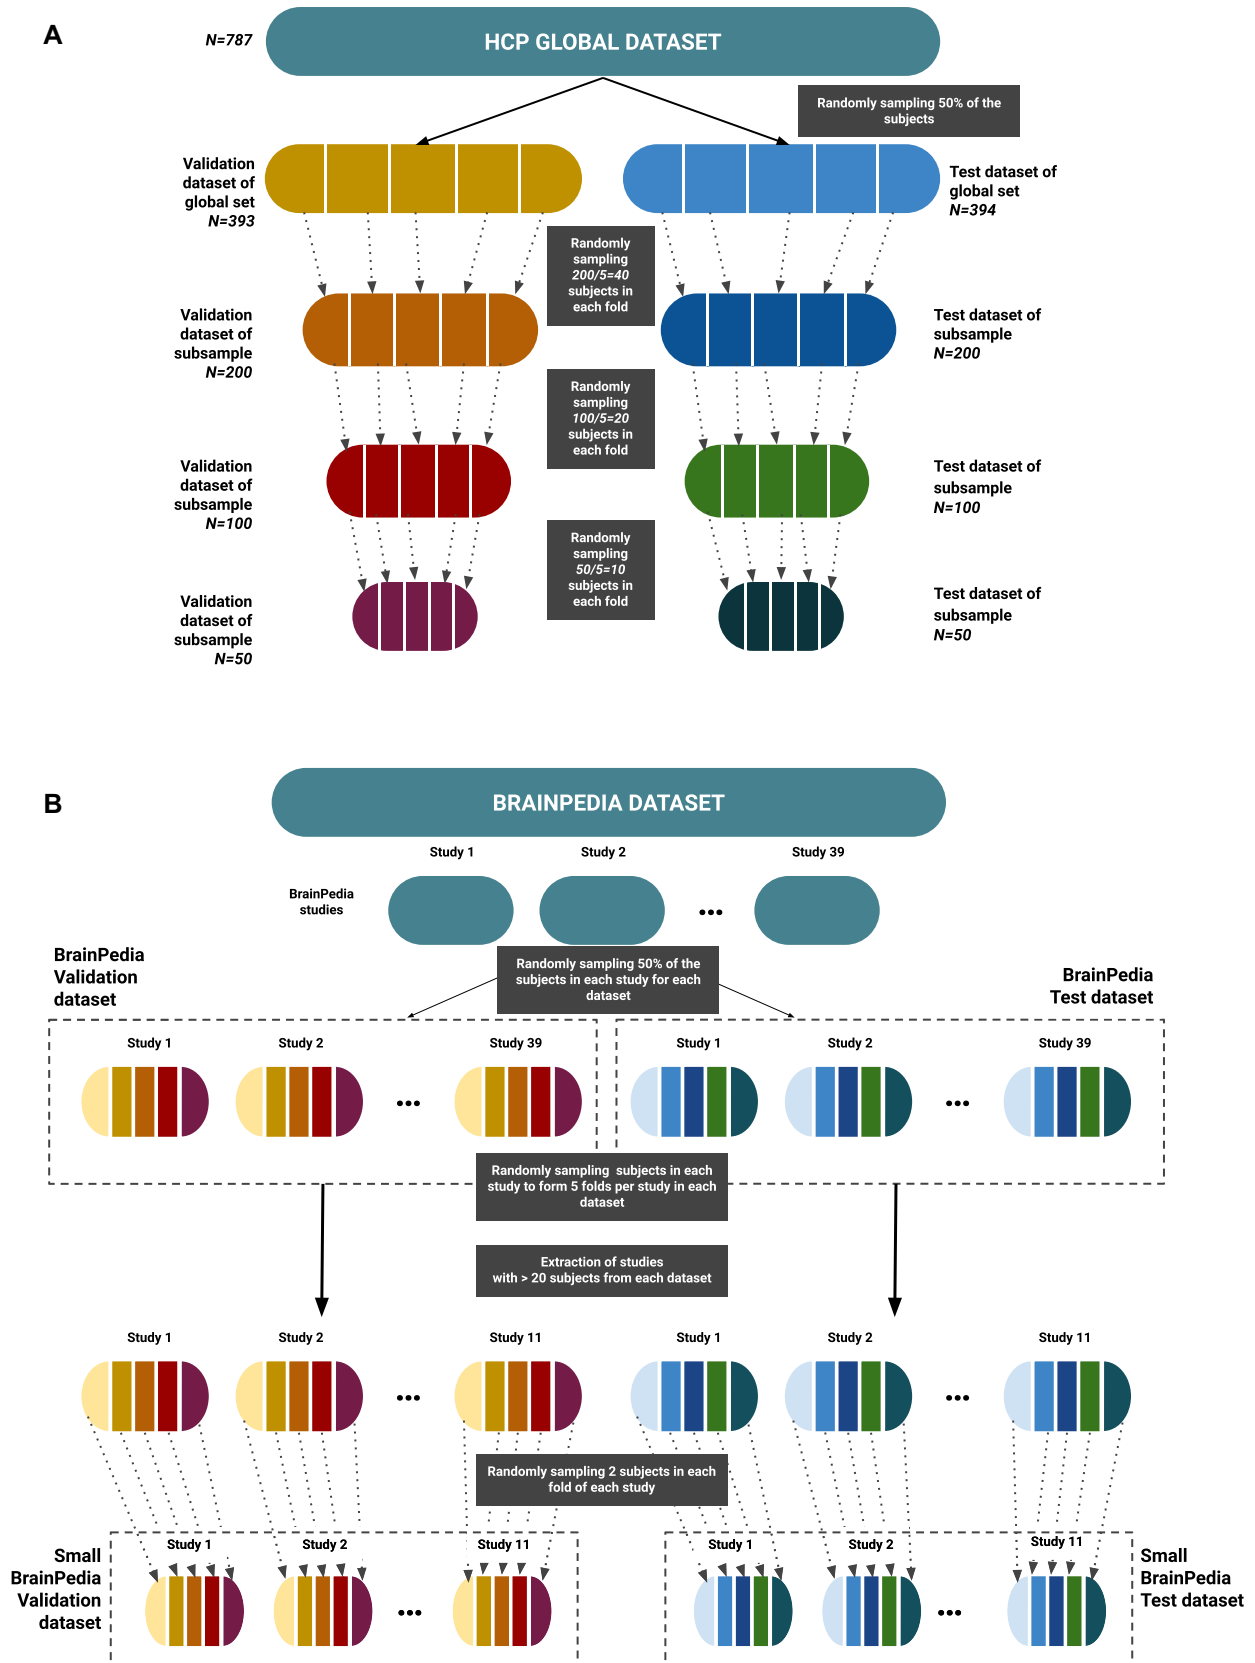 A
N=787
HCP GLOBAL DATASET
Randomly sampling 50% of the
subjects
Validation
dataset of
global set
N=393
Test dataset of
global set
N=394
Randomly
sampling
200/5=40
subjects in
each fold
Validation
dataset of
subsample
N=200
Test dataset of
subsample
N=200
Randomly
sampling
100/5=20
subjects in
each fold
Validation
dataset of
subsample
N=100
Test dataset of
subsample
N=100
Randomly
sampling
50/5=10
subjects in
each fold
Validation
dataset of
subsample
N=50
Test dataset of
subsample
N=50
B
BRAINPEDIA DATASET
Study 1 Study 2 Study 39
BrainPedia
studies
...
BrainPedia
Validation
dataset
Randomly sampling 50% of the
subjects in each study for each
dataset
BrainPedia
Test dataset
Study 1 Study 2 Study 39 Study 1 Study 2 Study 39
... ...
Randomly sampling subjects in each
study to form 5 folds per study in each
dataset
Extraction of studies
with > 20 subjects from each dataset
Study 1 Study 2 Study 11 Study 1 Study 2 Study 11
... ...
Randomly sampling 2 subjects in each
fold of each study
Small
BrainPedia
Validation
dataset
Study 1 Study 2 Study 11 Study 1 Study 2 Study 11
... ...
Small
BrainPedia
Test dataset